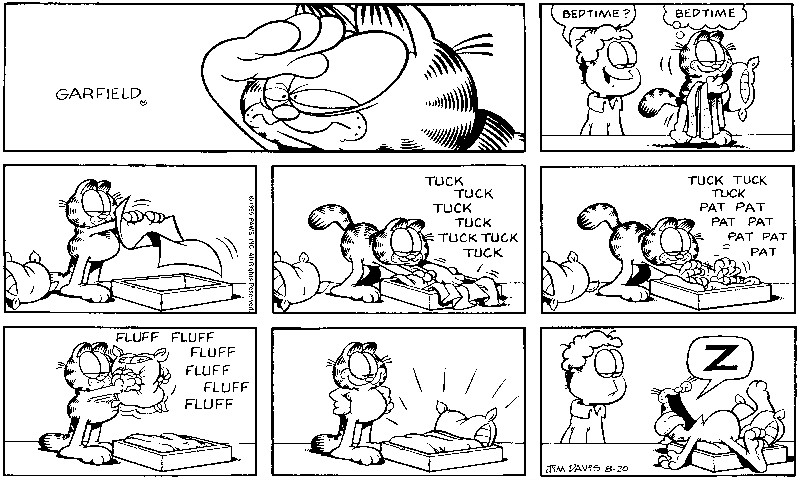 GARFIELD
BEDTIME?
BEDTIME
TUCK
TUCK
TUCK
TUCK
TUCK TUCK
TUCK
TUCK TUCK
TUCK
PAT PAT
PAT PAT
PAT PAT
PAT
FLUFF FLUFF
FLUFF
FLUFF
FLUFF
FLUFF
Z
JIM DAVIS 8-20